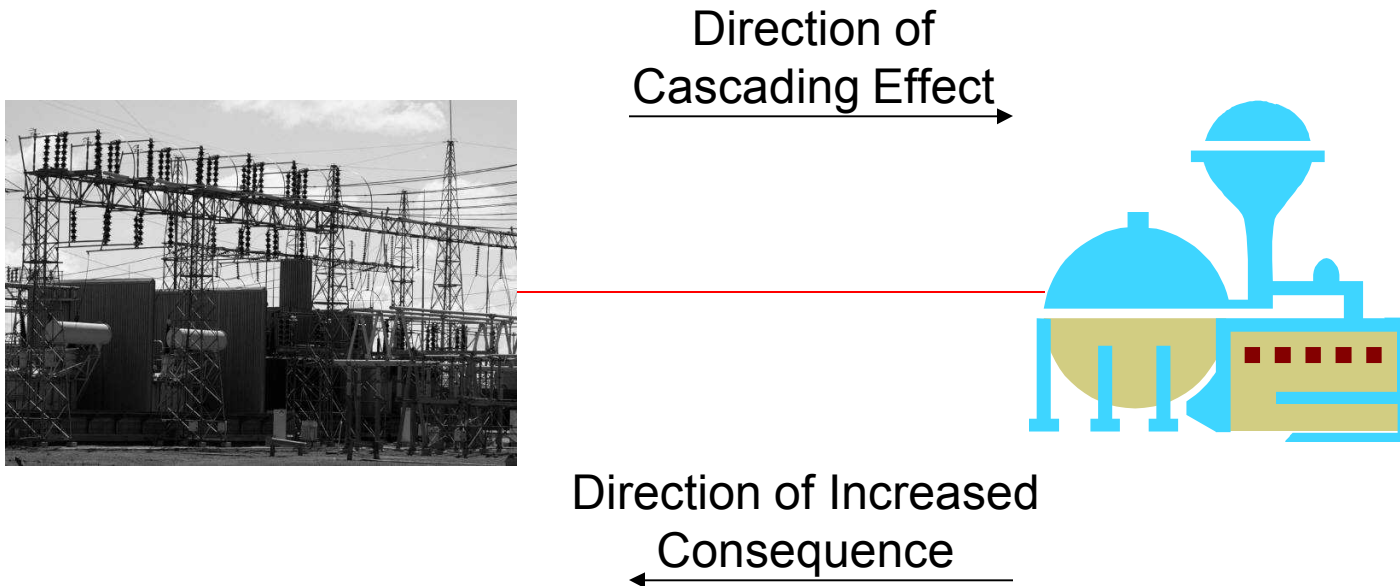 Direction of
Cascading Effect
Direction of Increased
Consequence